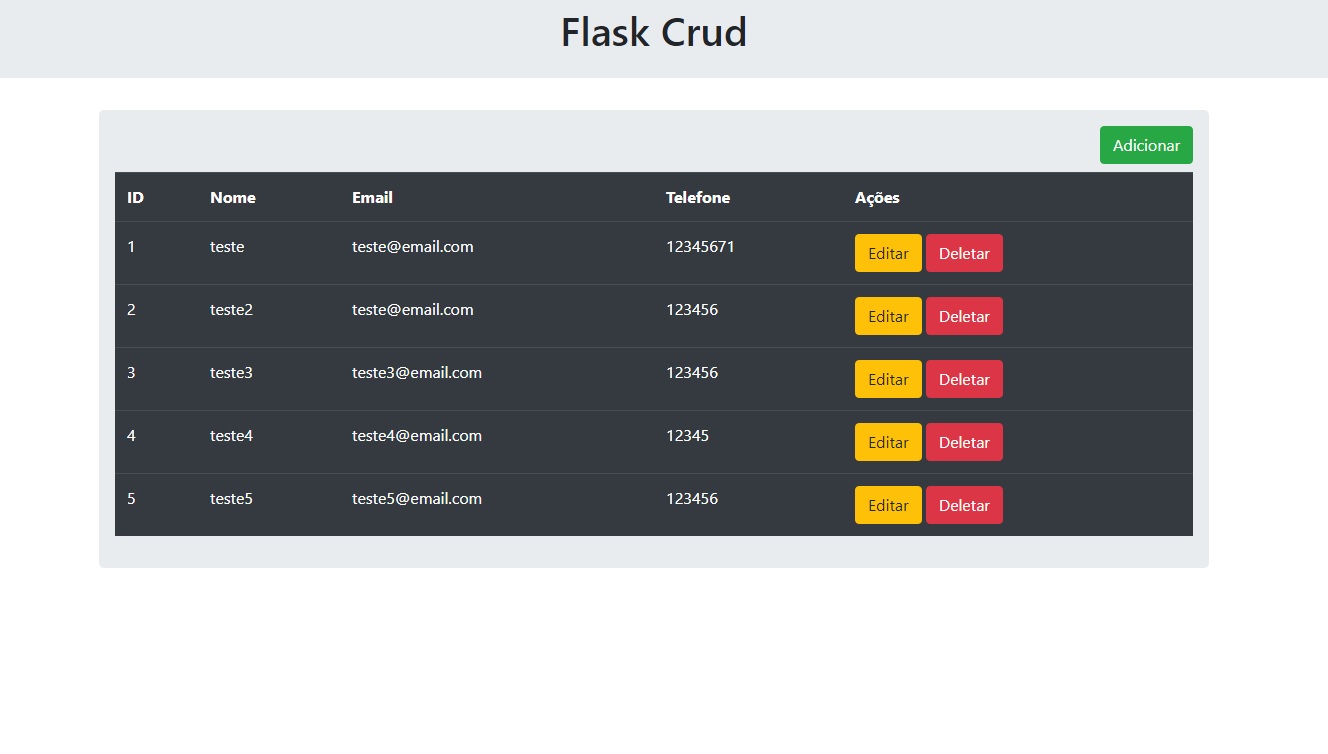 Flask Crud
Adicionar
ID Nome Email Telefone Ações
1 teste teste@email.com 12345671 Editar Deletar
2 teste2 teste@email.com 123456 Editar Deletar
3 teste3 teste3@email.com 123456 Editar Deletar
4 teste4 teste4@email.com 12345 Editar Deletar
5 teste5 teste5@email.com 123456 Editar Deletar